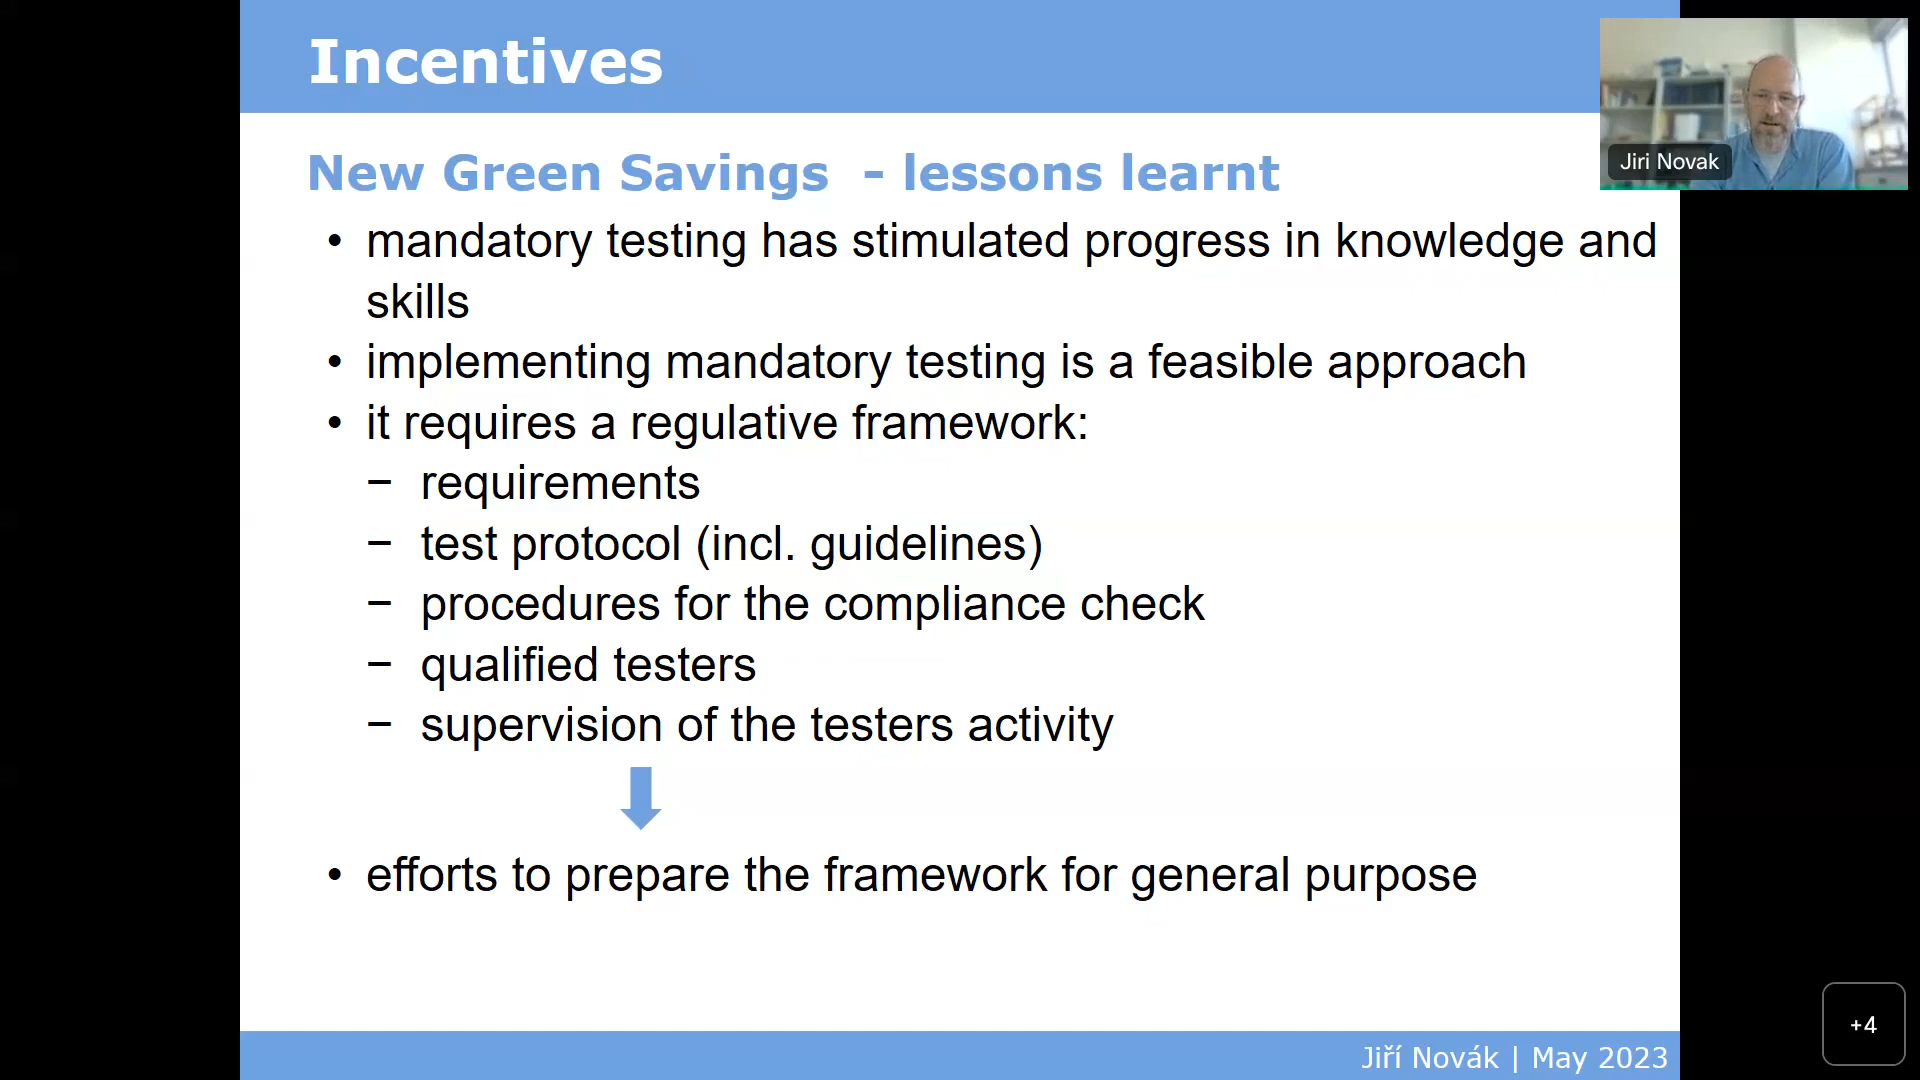 Incentives
Jiri Novak
New Green Savings - lessons learnt
• mandatory testing has stimulated progress in knowledge and
skills
• implementing mandatory testing is a feasible approach
• it requires a regulative framework:
− requirements
− test protocol (incl. guidelines)
− procedures for the compliance check
− qualified testers
− supervision of the testers activity
• efforts to prepare the framework for general purpose
+4
Jiří Novák | May 2023